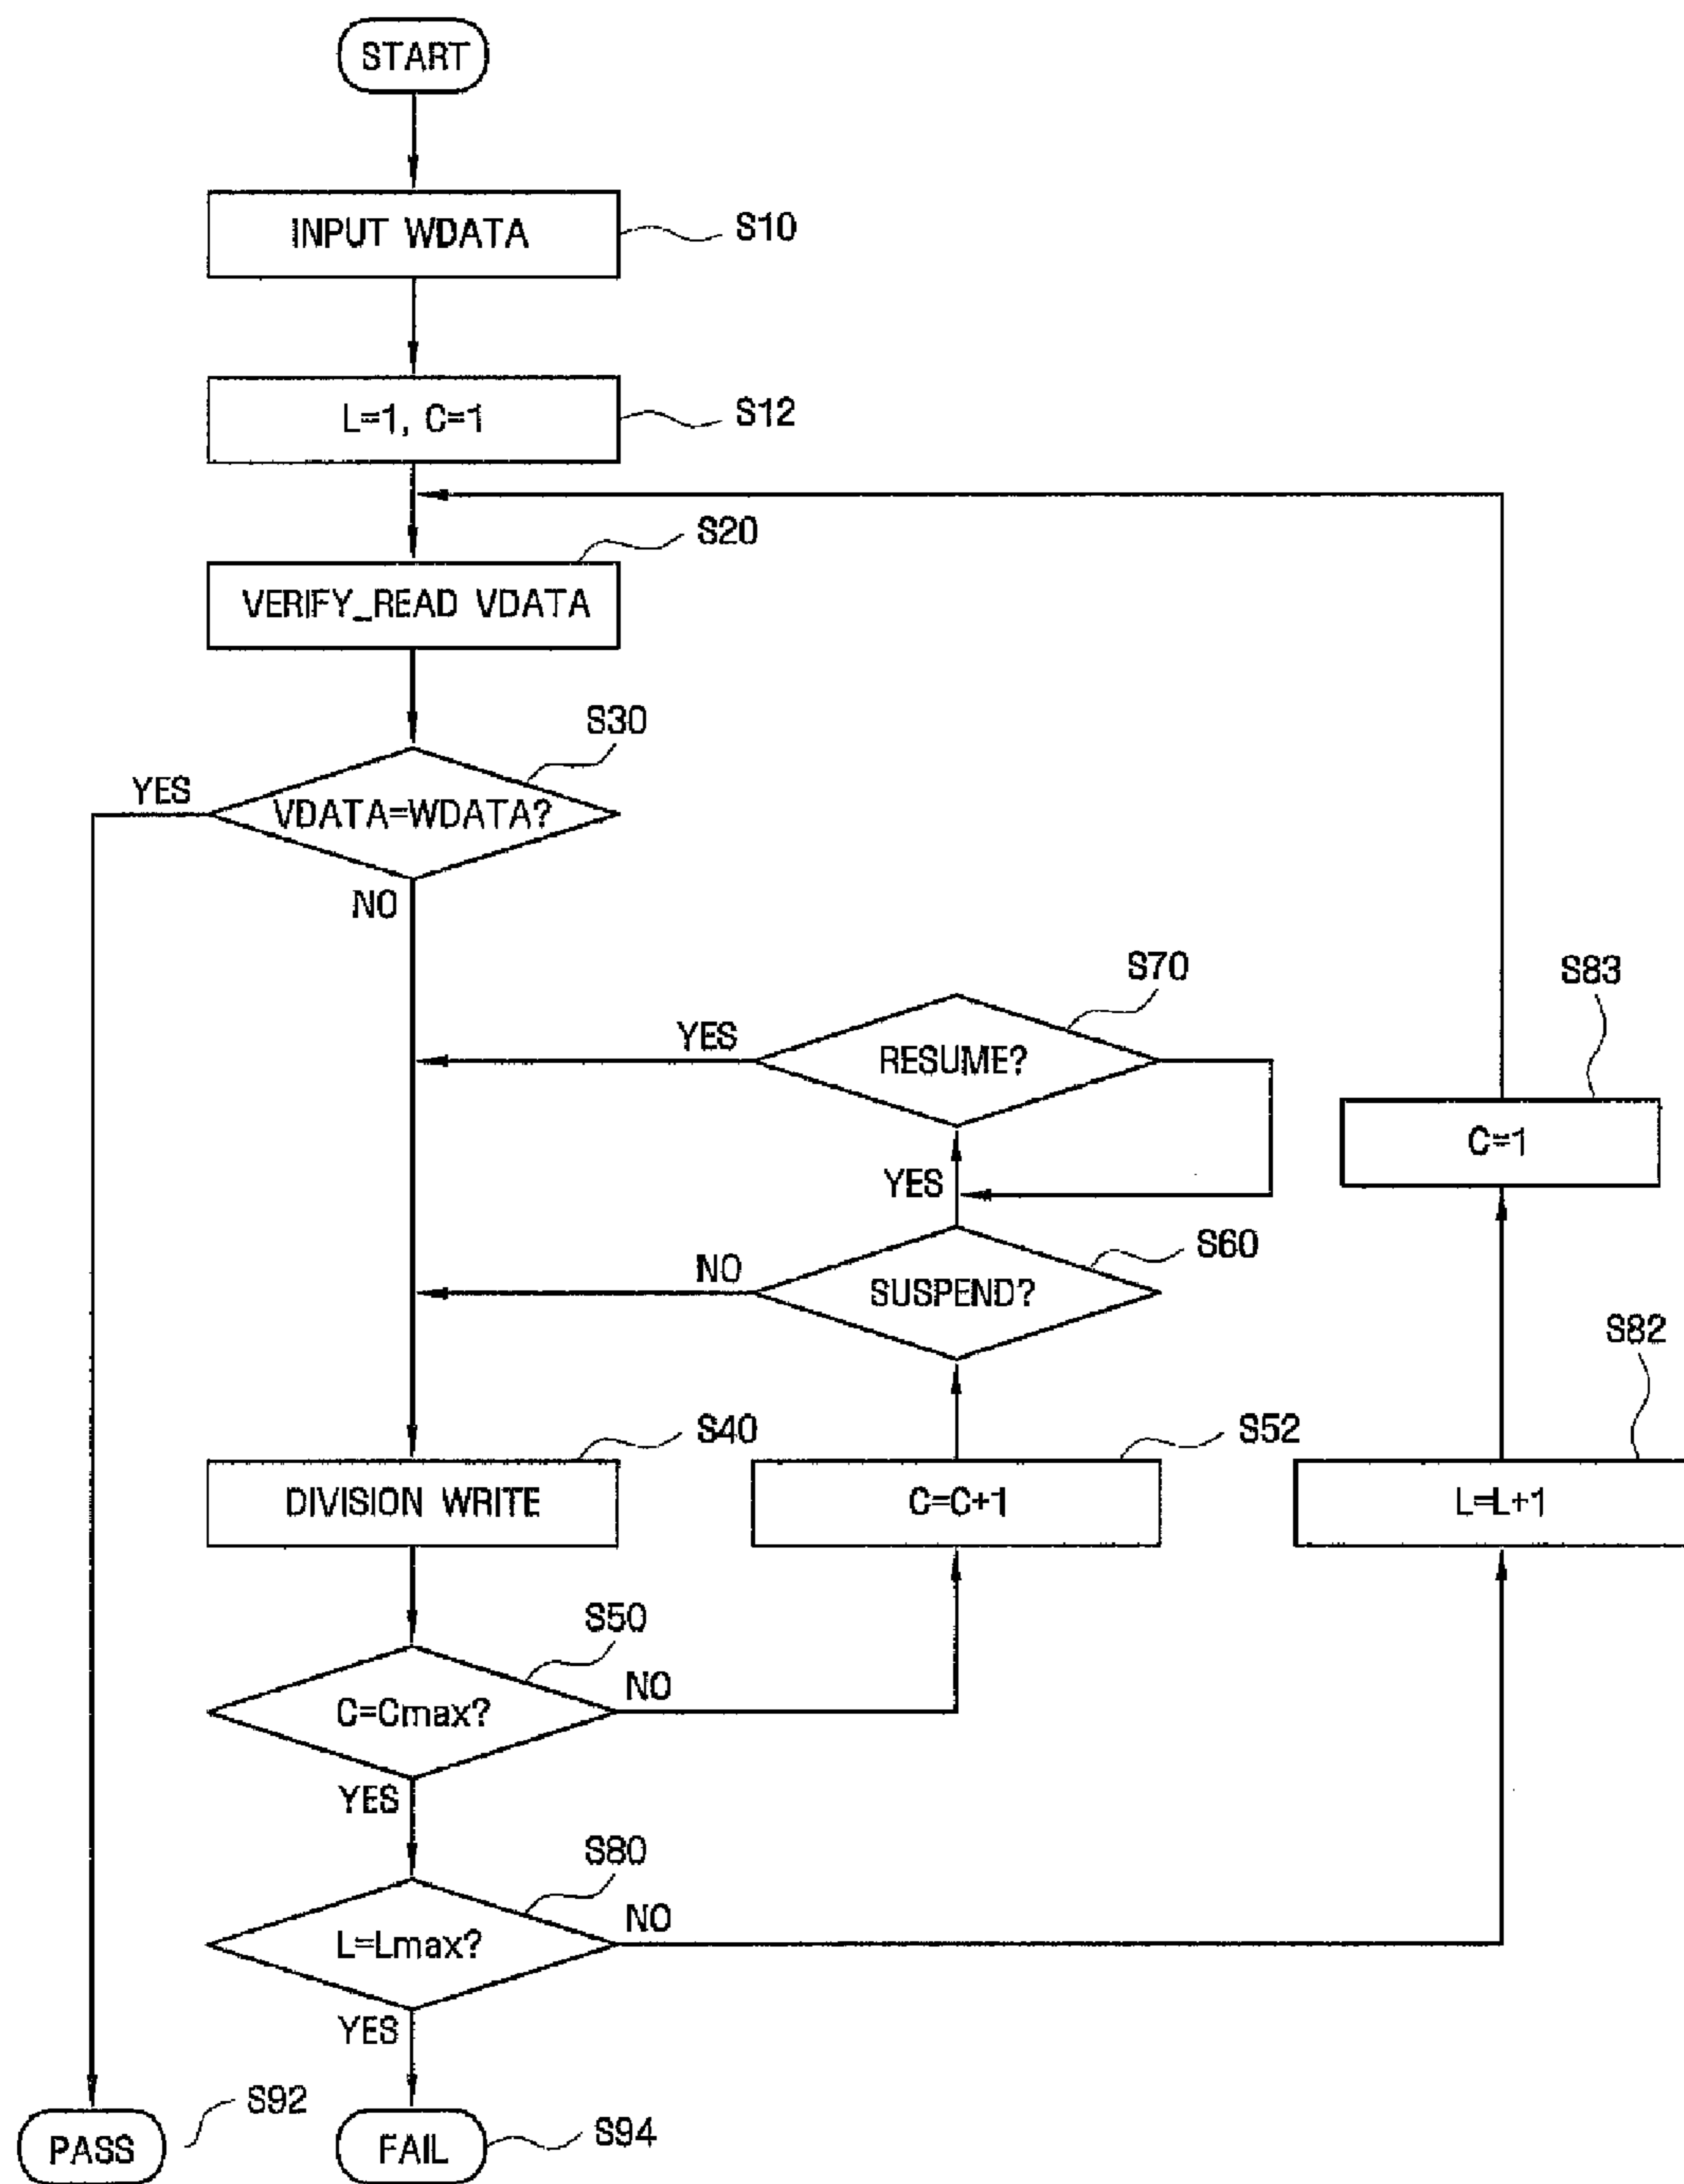 START
INPUT WDATA
S10
L=1, C=1
S12
S20
VERIFY_READ VDATA
S30
YES
VDATA=WDATA?
NO
S70
S83
YES
RESUME?
C=1
YES
S60
NO
SUSPEND?
S82
S40
S52
DIVISION WRITE
C=C+1
L=L+1
S50
NO
C=Cmax?
YES
S80
NO
L=Lmax?
YES
S92
PASS
FAIL
S94